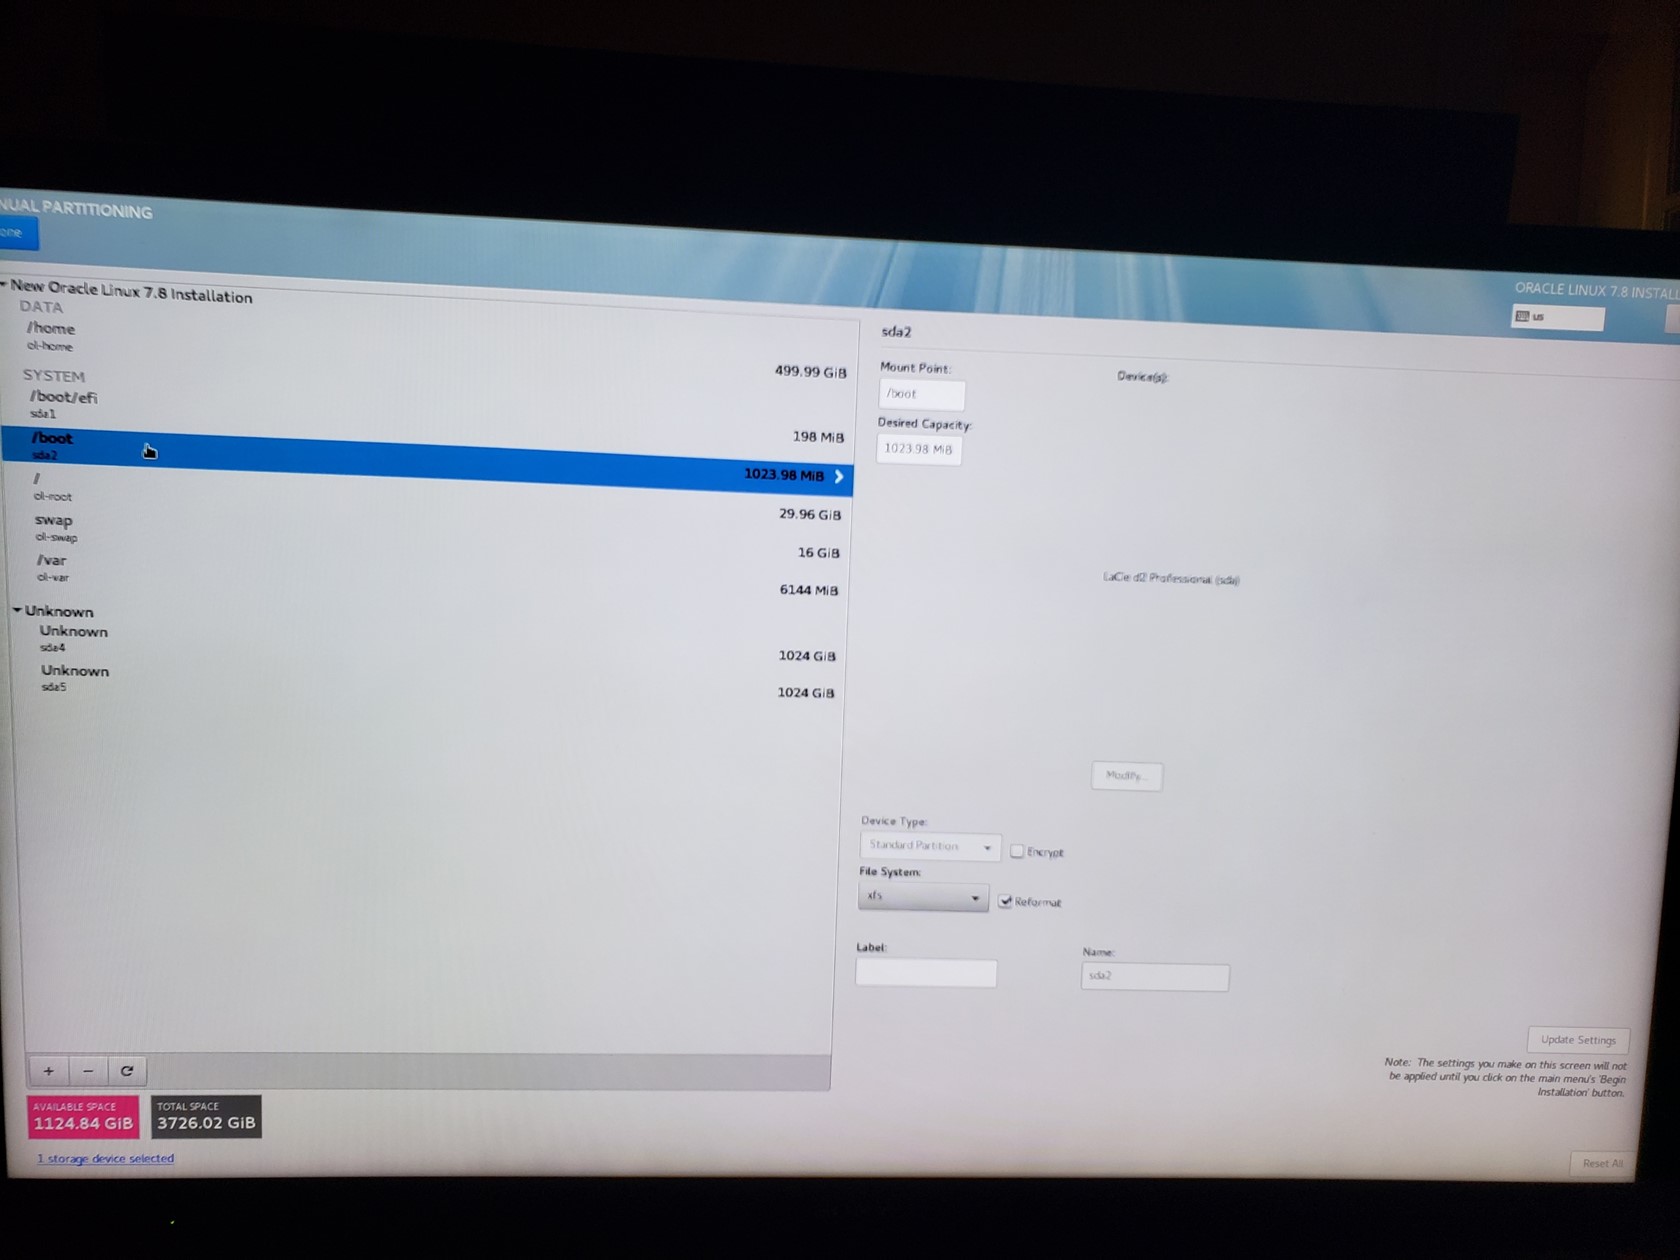 NUAL PARTITIONING
one
ORACLE LINUX 7.8 INSTALL
us
New Oracle Linux 7.8 Installation
DATA
/home
ol-home
499.99 GiB
SYSTEM
/boot/efi
sda1
198 MiB
/boot
sda2
1023.98 MiB
/
ol-root
29.96 GiB
swap
ol-swap
16 GiB
/var
ol-var
6144 MiB
Unknown
Unknown
sda4
1024 GiB
Unknown
sda5
1024 GiB
+ −
AVAILABLE SPACE
1124.84 GiB
TOTAL SPACE
3726.02 GiB
1 storage device selected
sda2
Mount Point:
/boot
Desired Capacity:
1023.98 MiB
Device(s):
LaCie d2 Professional (sda)
Modify...
Device Type:
Standard Partition
Encrypt
File System:
xfs
Reformat
Label:
Name:
sda2
Update Settings
Note: The settings you make on this screen will not
be applied until you click on the main menu's 'Begin
Installation' button.
Reset All